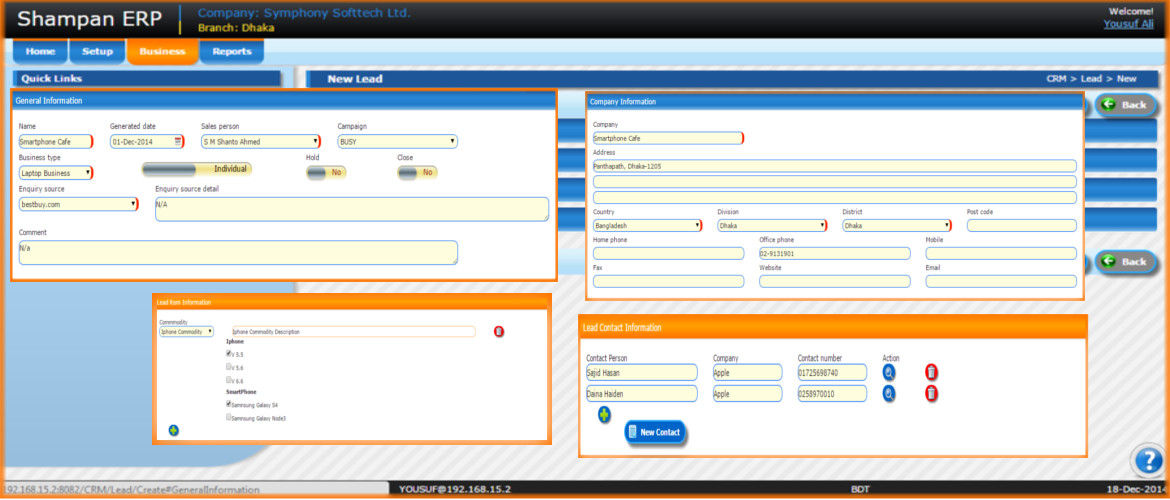 Shampan ERP
Company: Symphony Softtech Ltd.
Branch: Dhaka
Welcome!
Yousuf Ali
Home Setup Business Reports
Quick Links
New Lead
CRM > Lead > New
Back
General Information
Name Generated date Sales person Campaign
Smartphone Cafe 01-Dec-2014 S M Shanto Ahmed BUSY
Business type Hold Close
Laptop Business Individual No No
Enquiry source Enquiry source detail
bestbuy.com N/A
Comment
N/a
Company Information
Company
Smartphone Cafe
Address
Panthapath, Dhaka-1205
Country Division District Post code
Bangladesh Dhaka Dhaka
Home phone Office phone Mobile
02-9131901
Fax Website Email
Back
Lead Item Information
Commmodity
Iphone Commodity Iphone Commodity Description
Iphone
V 5.5
V 5.6
V 6.6
SmartPhone
Samnsung Galaxy S4
Samnsung Galaxy Node3
Lead Contact Information
Contact Person Company Contact number Action
Sajid Hasan Apple 01725698740
Daina Haiden Apple 0258970010
New Contact
?
192.168.15.2:8082/CRM/Lead/Create#GeneralInformation
YOUSUF@192.168.15.2
BDT
18-Dec-2014